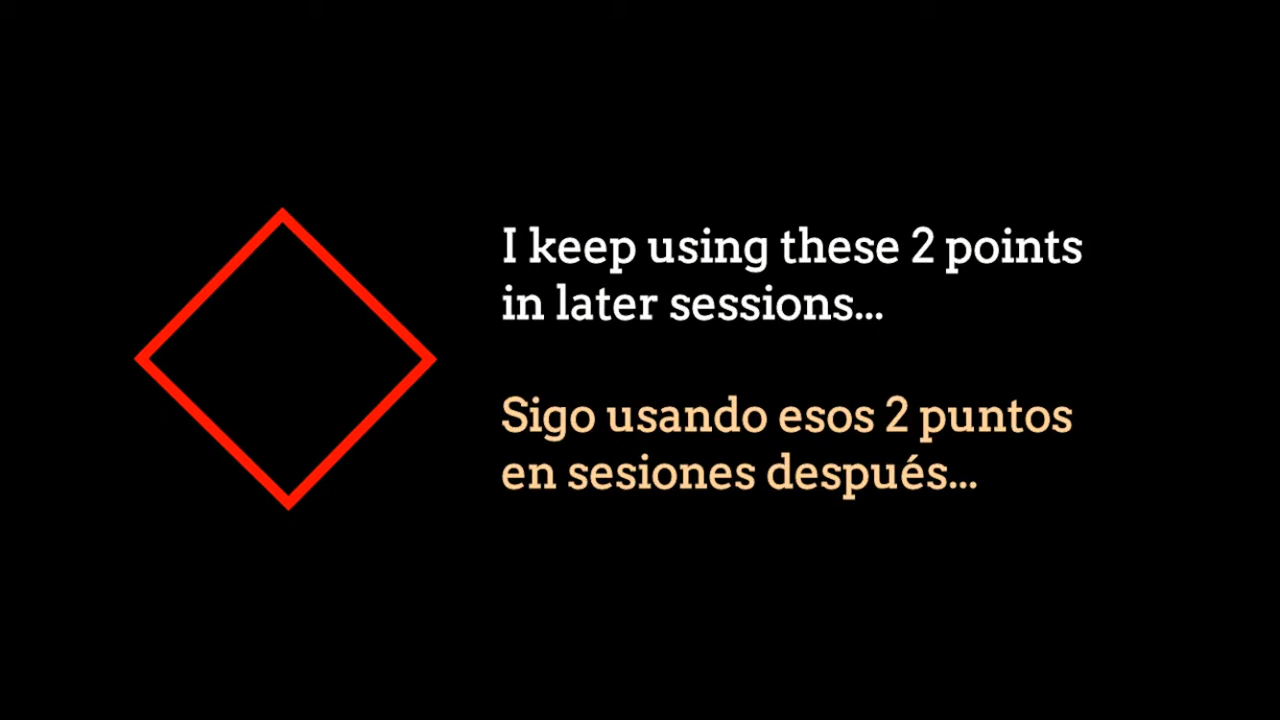 I keep using these 2 points
in later sessions...
Sigo usando esos 2 puntos
en sesiones después...